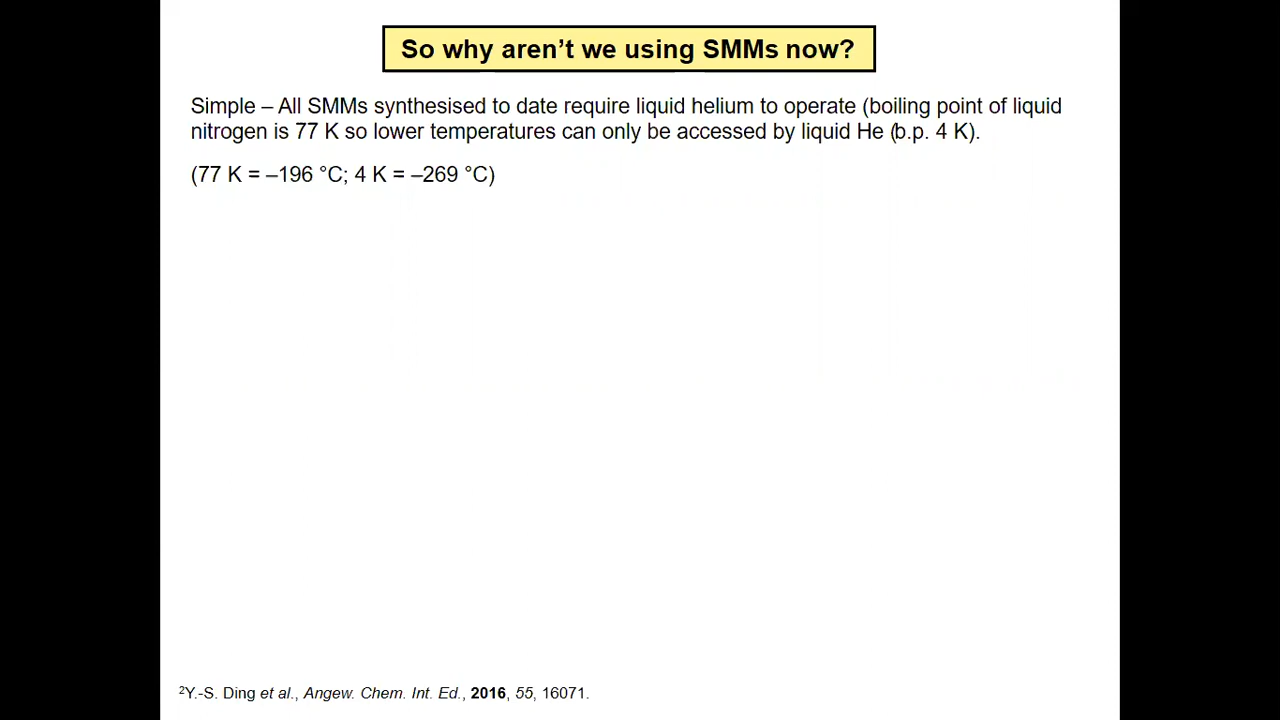 So why aren’t we using SMMs now?
Simple – All SMMs synthesised to date require liquid helium to operate (boiling point of liquid
nitrogen is 77 K so lower temperatures can only be accessed by liquid He (b.p. 4 K).
(77 K = –196 °C; 4 K = –269 °C)
²Y.-S. Ding et al., Angew. Chem. Int. Ed., 2016, 55, 16071.